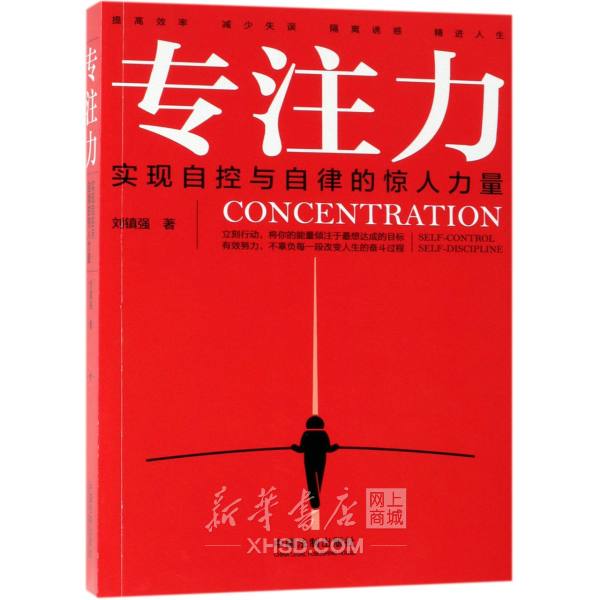 提高效率 减少失误 隔离诱惑 精进人生
专注力
实现自控与自律的惊人力量
CONCENTRATION
刘镇强 著
立刻行动，将你的能量倾注于最想达成的目标
有效努力，不辜负每一段改变人生的奋斗过程
SELF-CONTROL
SELF-DISCIPLINE
专注力
新华书店
网上
商城
XHSD.COM